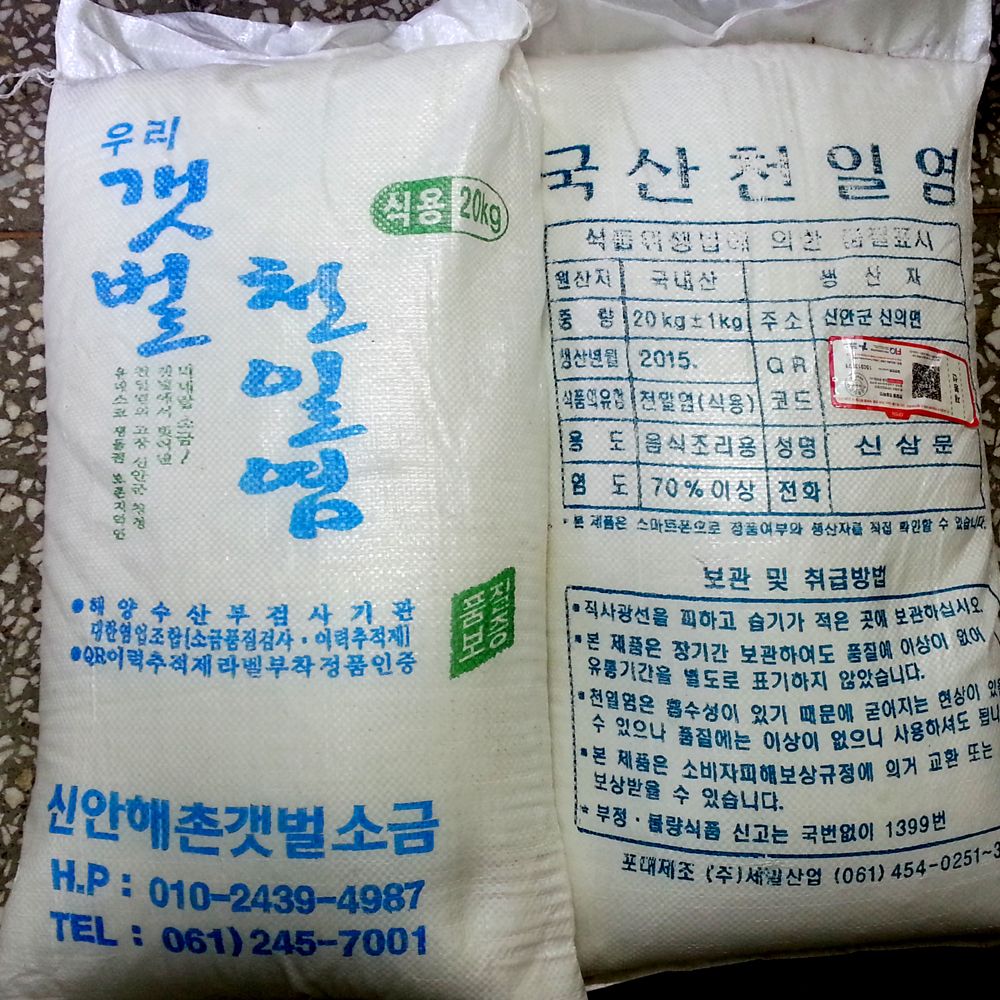 우리
갯벌
천일염
식용 20kg
미네랄 소금!
천일염의 고장 신안군 청정
갯벌에서
유네스코 생물권 보존지역인
●해양수산부검사기관
대한염업조합(소금품질검사·이력추적제)
●QR이력추적제라벨부착정품인증
품질
보증
신안해촌갯벌소금
H.P : 010-2439-4987
TEL : 061) 245-7001
국산천일염
식품위생법에 의한 품질표시
원산지 국내산 생산자
중량 20kg±1kg 주소 신안군 신의면
생산년월 2015. QR
식품의유형 천일염(식용) 코드
용도 음식조리용 성명 신삼문
염도 70%이상 전화
·본 제품은 스마트폰으로 정품여부와 생산자를 직접 확인할 수 있습니다.
보관 및 취급방법
▪직사광선을 피하고 습기가 적은 곳에 보관하십시오.
▪본 제품은 장기간 보관하여도 품질에 이상이 없어
유통기간을 별도로 표기하지 않았습니다.
▪천일염은 흡수성이 있기 때문에 굳어지는 현상이 있을
수 있으나 품질에는 이상이 없으니 사용하셔도 됩니
▪본 제품은 소비자피해보상규정에 의거 교환 또는
보상받을 수 있습니다.
* 부정·불량식품 신고는 국번없이 1399번
포대제조 (주)세광산업 (061) 454-0251~3